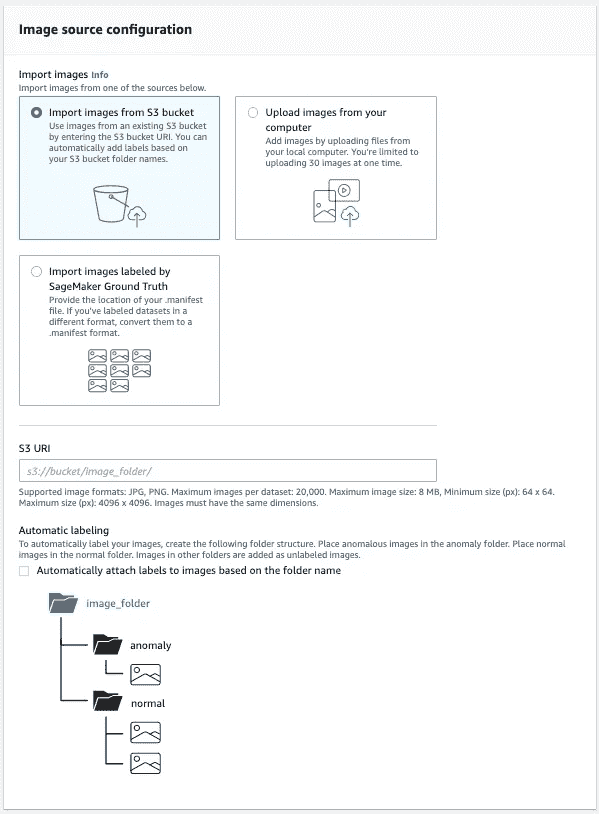 Image source configuration
Import images Info
Import images from one of the sources below.
Import images from S3 bucket
Use images from an existing S3 bucket
by entering the S3 bucket URI. You can
automatically add labels based on
your S3 bucket folder names.
Upload images from your
computer
Add images by uploading files from
your local computer. You're limited to
uploading 30 images at one time.
Import images labeled by
SageMaker Ground Truth
Provide the location of your .manifest
file. If you've labeled datasets in a
different format, convert them to a
.manifest format.
S3 URI
s3://bucket/image_folder/
Supported image formats: JPG, PNG. Maximum images per dataset: 20,000. Maximum image size: 8 MB, Minimum size (px): 64 x 64.
Maximum size (px): 4096 x 4096. Images must have the same dimensions.
Automatic labeling
To automatically label your images, create the following folder structure. Place anomalous images in the anomaly folder. Place normal
images in the normal folder. Images in other folders are added as unlabeled images.
Automatically attach labels to images based on the folder name
image_folder
anomaly
normal